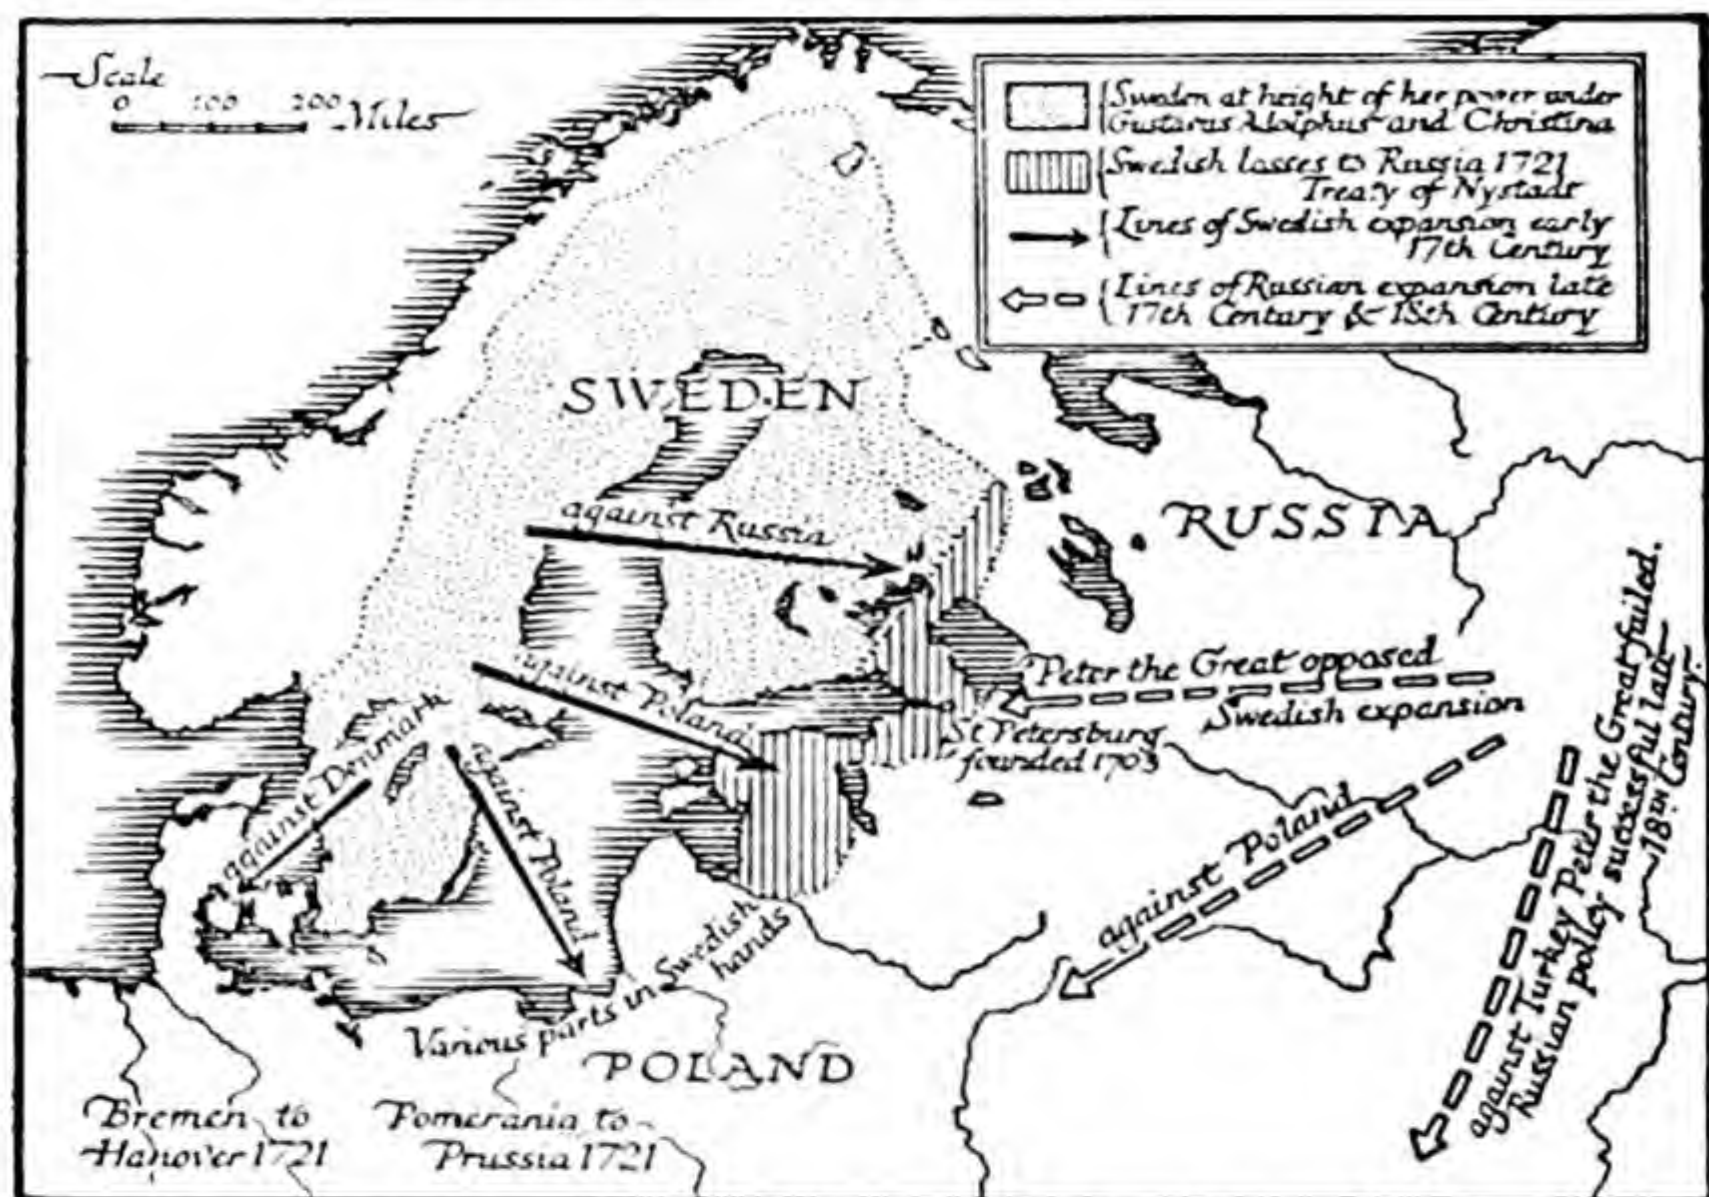 Scale
0 100 200 Miles
Sweden at height of her power under
Gustavus Adolphus and Christina
Swedish losses to Russia 1721
Treaty of Nystadt
Lines of Swedish expansion early
17th Century
Lines of Russian expansion late
17th Century & 18th Century
SWEDEN
against Russia
RUSSIA
against Poland
Peter the Great opposed
Swedish expansion
St Petersburg
founded 1703
against Denmark
against Poland
against Poland
against Turkey Peter the Great failed.
Russian policy successful late
18TH Century.
Various parts in Swedish
hands
POLAND
Bremen to
Hanover 1721
Pomerania to
Prussia 1721